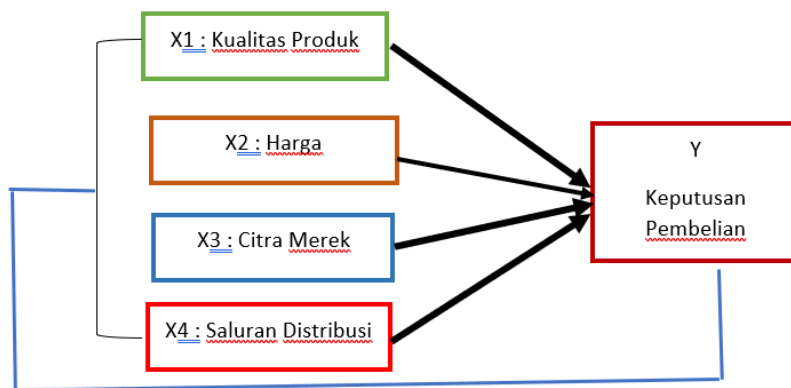 X1 : Kualitas Produk
X2 : Harga
X3 : Citra Merek
X4 : Saluran Distribusi
Y
Keputusan
Pembelian